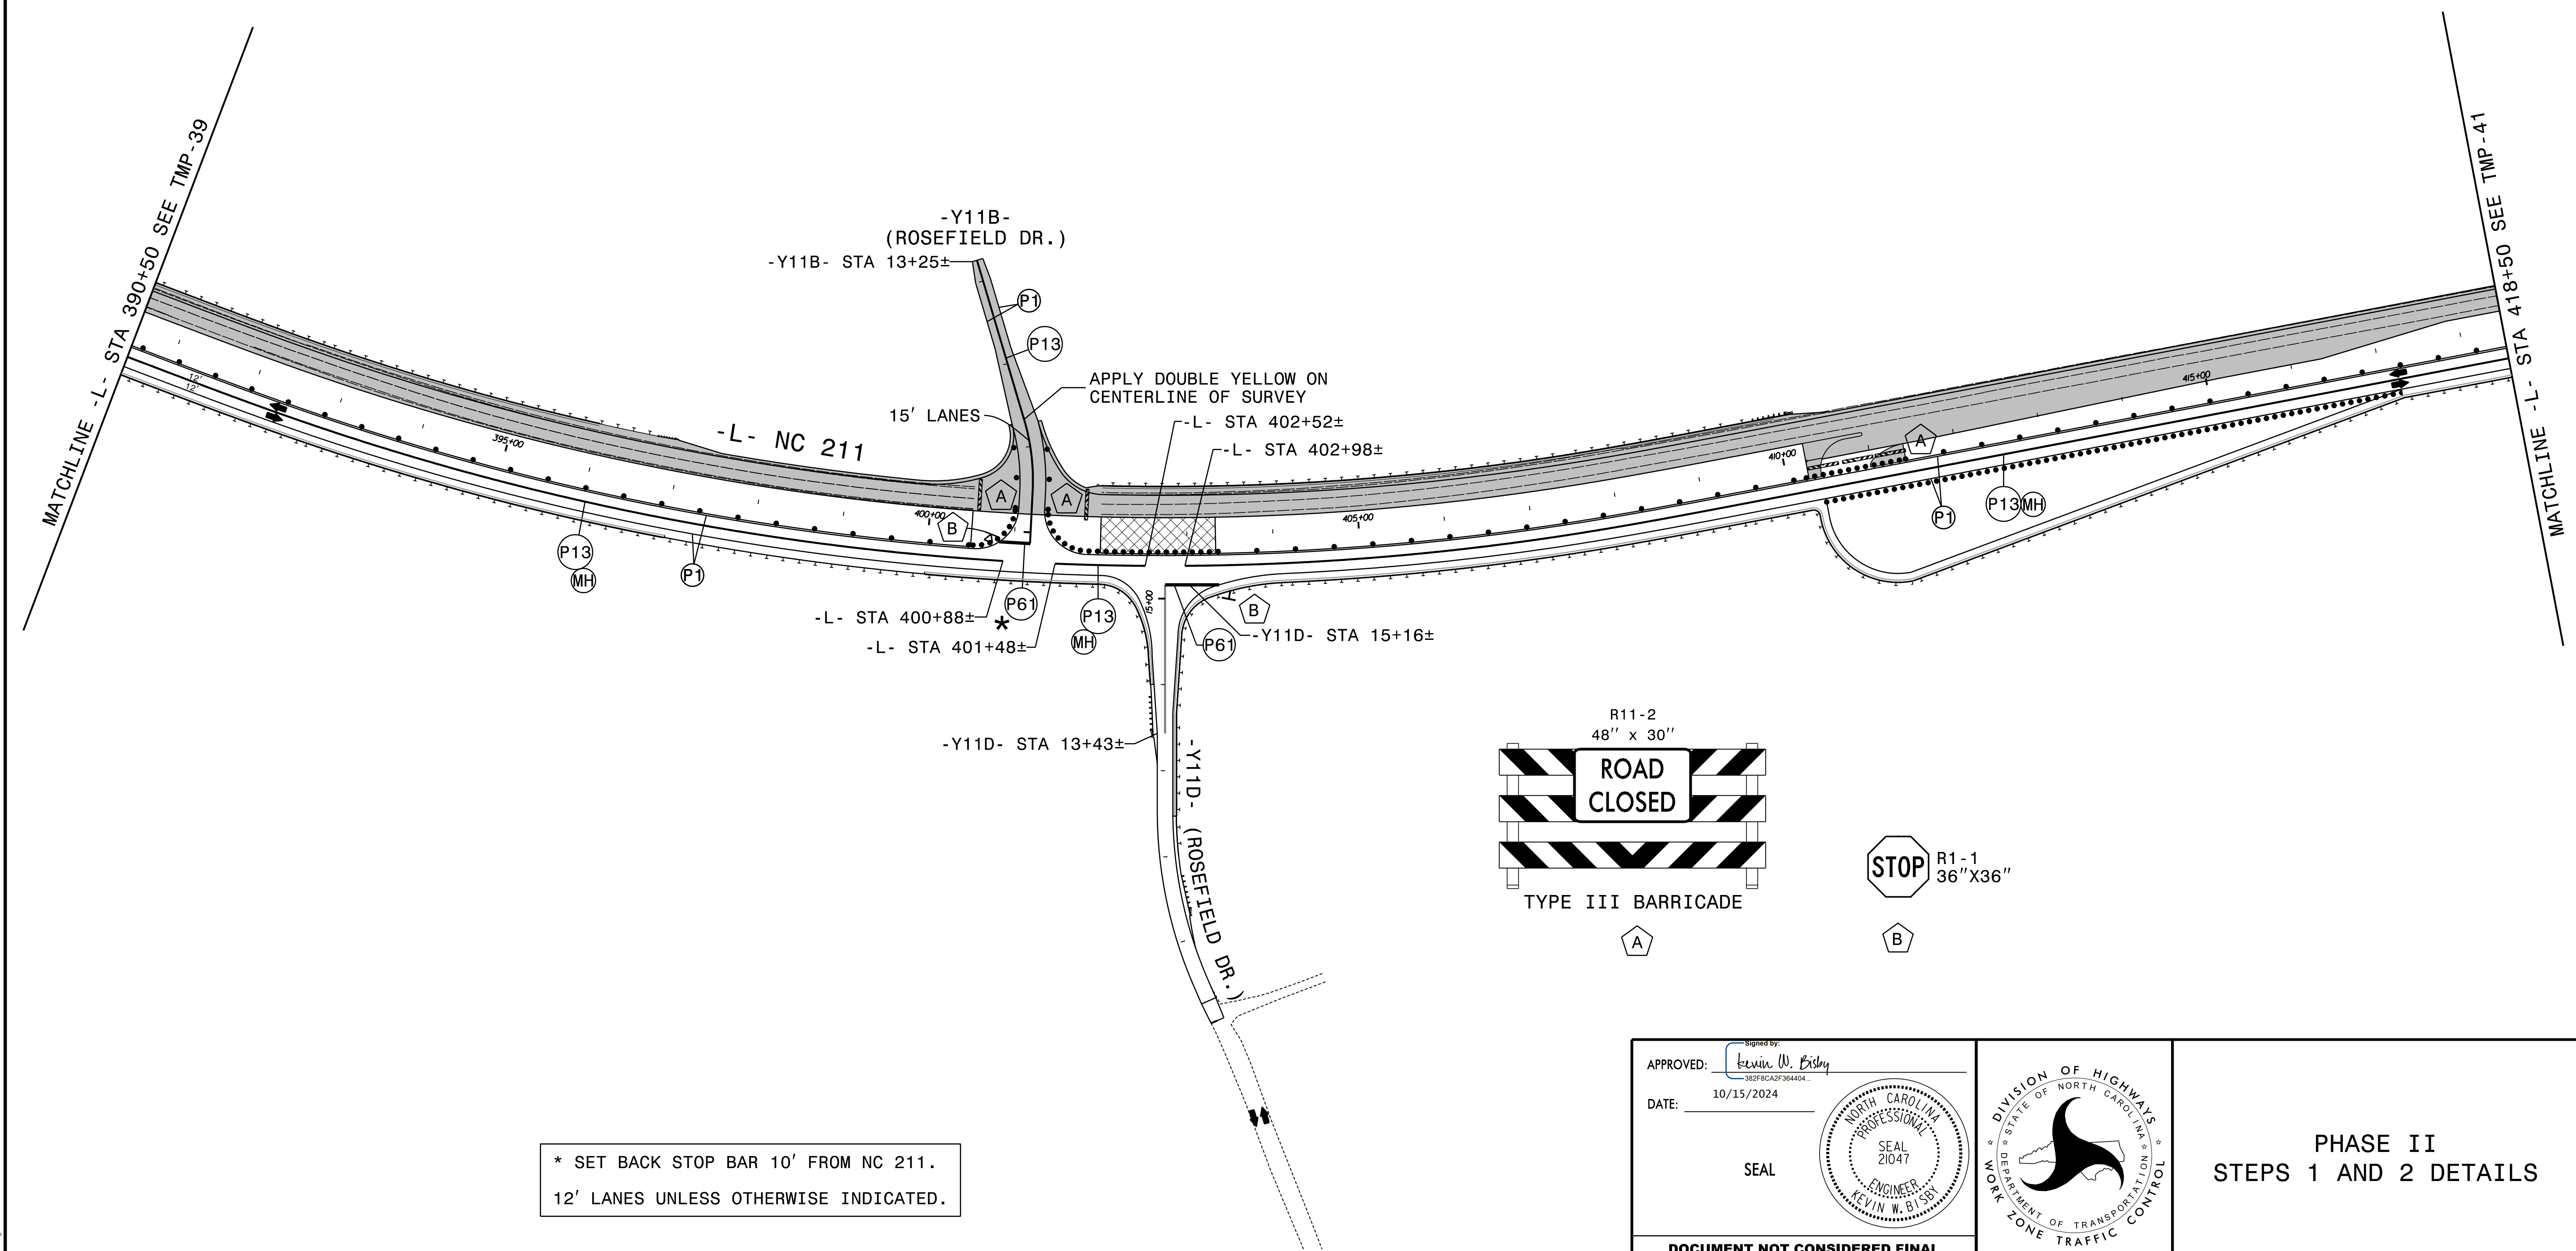 MATCHLINE -L- STA 390+50 SEE TMP-39
MATCHLINE -L- STA 418+50 SEE TMP-41
-Y11B-
(ROSEFIELD DR.)
-Y11B- STA 13+25±
P1
P13
APPLY DOUBLE YELLOW ON
CENTERLINE OF SURVEY
15' LANES
-L- STA 402+52±
-L- STA 402+98±
-L- NC 211
12'
12'
395+00
400+00
405+00
410+00
415+00
A
A
A
B
P13
MH
P1
P61
P13
MH
P1
P13
MH
-L- STA 400+88±
*
-L- STA 401+48±
15+00
B
P61
-Y11D- STA 15+16±
-Y11D- STA 13+43±
-Y11D- (ROSEFIELD DR.)
R11-2
48" x 30"
ROAD
CLOSED
TYPE III BARRICADE
A
STOP
R1-1
36"X36"
B
* SET BACK STOP BAR 10' FROM NC 211.
12' LANES UNLESS OTHERWISE INDICATED.
APPROVED:
Signed by:
Kevin W. Bisby
382F8CA2F364404...
DATE:
10/15/2024
SEAL
NORTH CAROLINA
PROFESSIONAL
SEAL
21047
ENGINEER
KEVIN W. BISBY
DOCUMENT NOT CONSIDERED FINAL
DIVISION OF HIGHWAYS
STATE OF NORTH CAROLINA
DEPARTMENT OF TRANSPORTATION
WORK ZONE TRAFFIC CONTROL
PHASE II
STEPS 1 AND 2 DETAILS